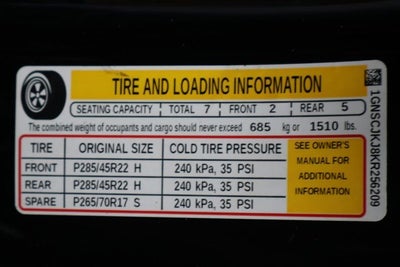 TIRE AND LOADING INFORMATION
SEATING CAPACITY TOTAL 7 FRONT 2 REAR 5
The combined weight of occupants and cargo should never exceed 685 kg or 1510 lbs.
TIRE ORIGINAL SIZE COLD TIRE PRESSURE
FRONT P285/45R22 H 240 kPa, 35 PSI
REAR P285/45R22 H 240 kPa, 35 PSI
SPARE P265/70R17 S 240 kPa, 35 PSI
SEE OWNER'S
MANUAL FOR
ADDITIONAL
INFORMATION
1GNSCJKJ8KR256209